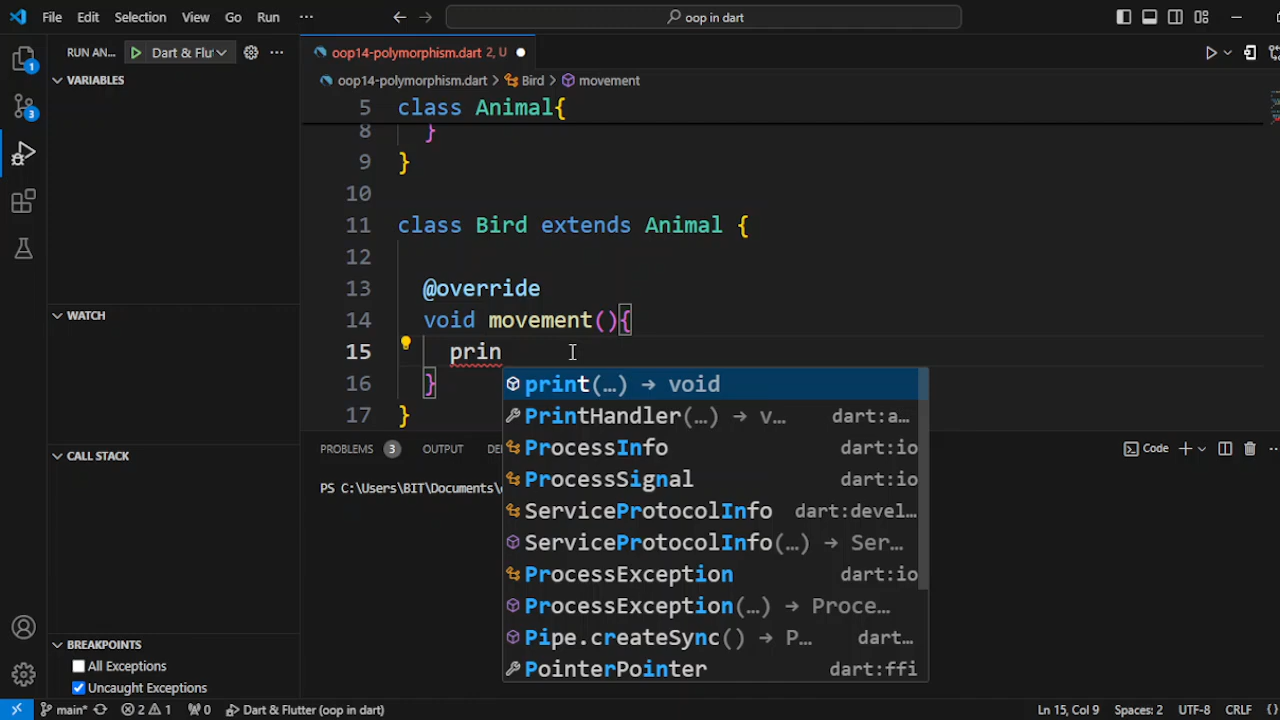 File Edit Selection View Go Run ··· oop in dart
RUN AN... Dart & Flut ···
oop14-polymorphism.dart 2, U
VARIABLES
oop14-polymorphism.dart > Bird > movement
5 class Animal{
8 }
9 }
10
11 class Bird extends Animal {
12
13 @override
14 void movement(){
15 prin
16 }
17 }
print(…) → void
PrintHandler(…) → v… dart:a…
ProcessInfo dart:io
ProcessSignal dart:io
ServiceProtocolInfo dart:devel…
ServiceProtocolInfo(…) → Ser…
ProcessException dart:io
ProcessException(…) → Proce…
Pipe.createSync() → P… dart…
PointerPointer dart:ffi
WATCH
CALL STACK
BREAKPOINTS
All Exceptions
Uncaught Exceptions
PROBLEMS 3 OUTPUT DE Code
PS C:\Users\BIT\Documents\
1
3
main* 2 1 0 Dart & Flutter (oop in dart) Ln 15, Col 9 Spaces: 2 UTF-8 CRLF {}